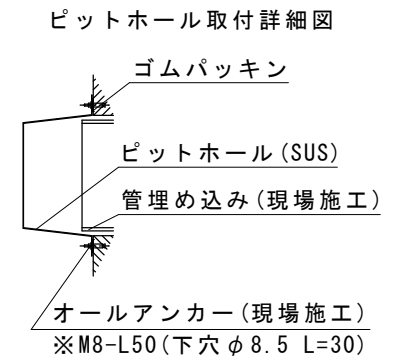 ピットホール取付詳細図
ゴムパッキン
ピットホール(SUS)
管埋め込み(現場施工)
オールアンカー(現場施工)
※M8-L50(下穴φ8.5 L=30)